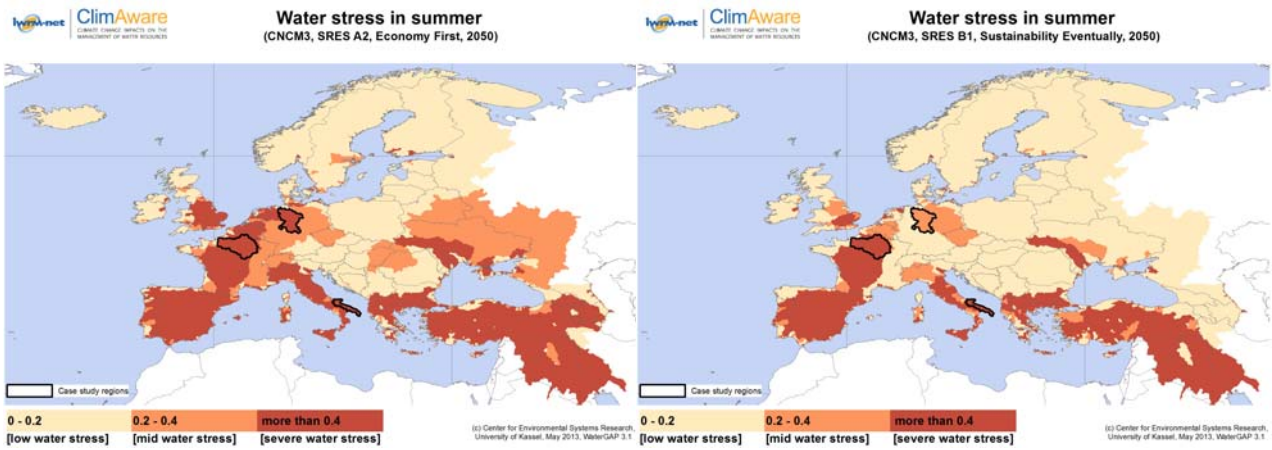 iwrm-net
ClimAware
CLIMATE CHANGE IMPACTS ON THE
MANAGEMENT OF WATER RESOURCES
Water stress in summer
(CNCM3, SRES A2, Economy First, 2050)
Case study regions
0 - 0.2
0.2 - 0.4
more than 0.4
[low water stress]
[mid water stress]
[severe water stress]
(c) Center for Environmental Systems Research,
University of Kassel, May 2013, WaterGAP 3.1
iwrm-net
ClimAware
CLIMATE CHANGE IMPACTS ON THE
MANAGEMENT OF WATER RESOURCES
Water stress in summer
(CNCM3, SRES B1, Sustainability Eventually, 2050)
Case study regions
0 - 0.2
0.2 - 0.4
more than 0.4
[low water stress]
[mid water stress]
[severe water stress]
(c) Center for Environmental Systems Research,
University of Kassel, May 2013, WaterGAP 3.1